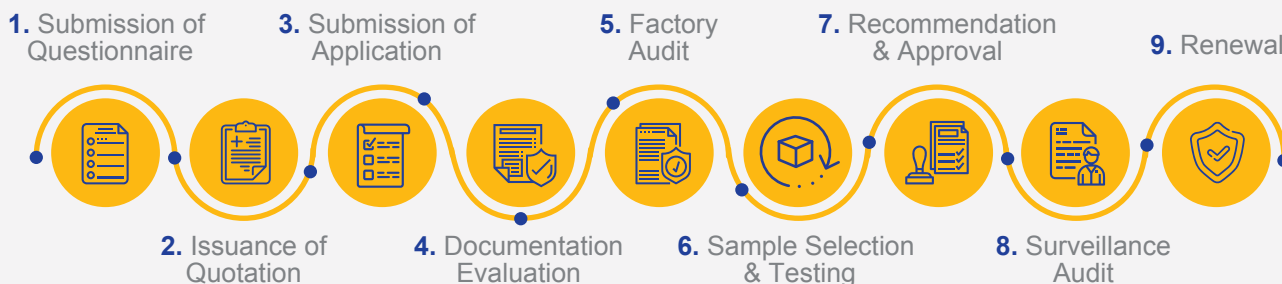 1. Submission of
Questionnaire
2. Issuance of
Quotation
3. Submission of
Application
4. Documentation
Evaluation
5. Factory
Audit
6. Sample Selection
& Testing
7. Recommendation
& Approval
8. Surveillance
Audit
9. Renewal